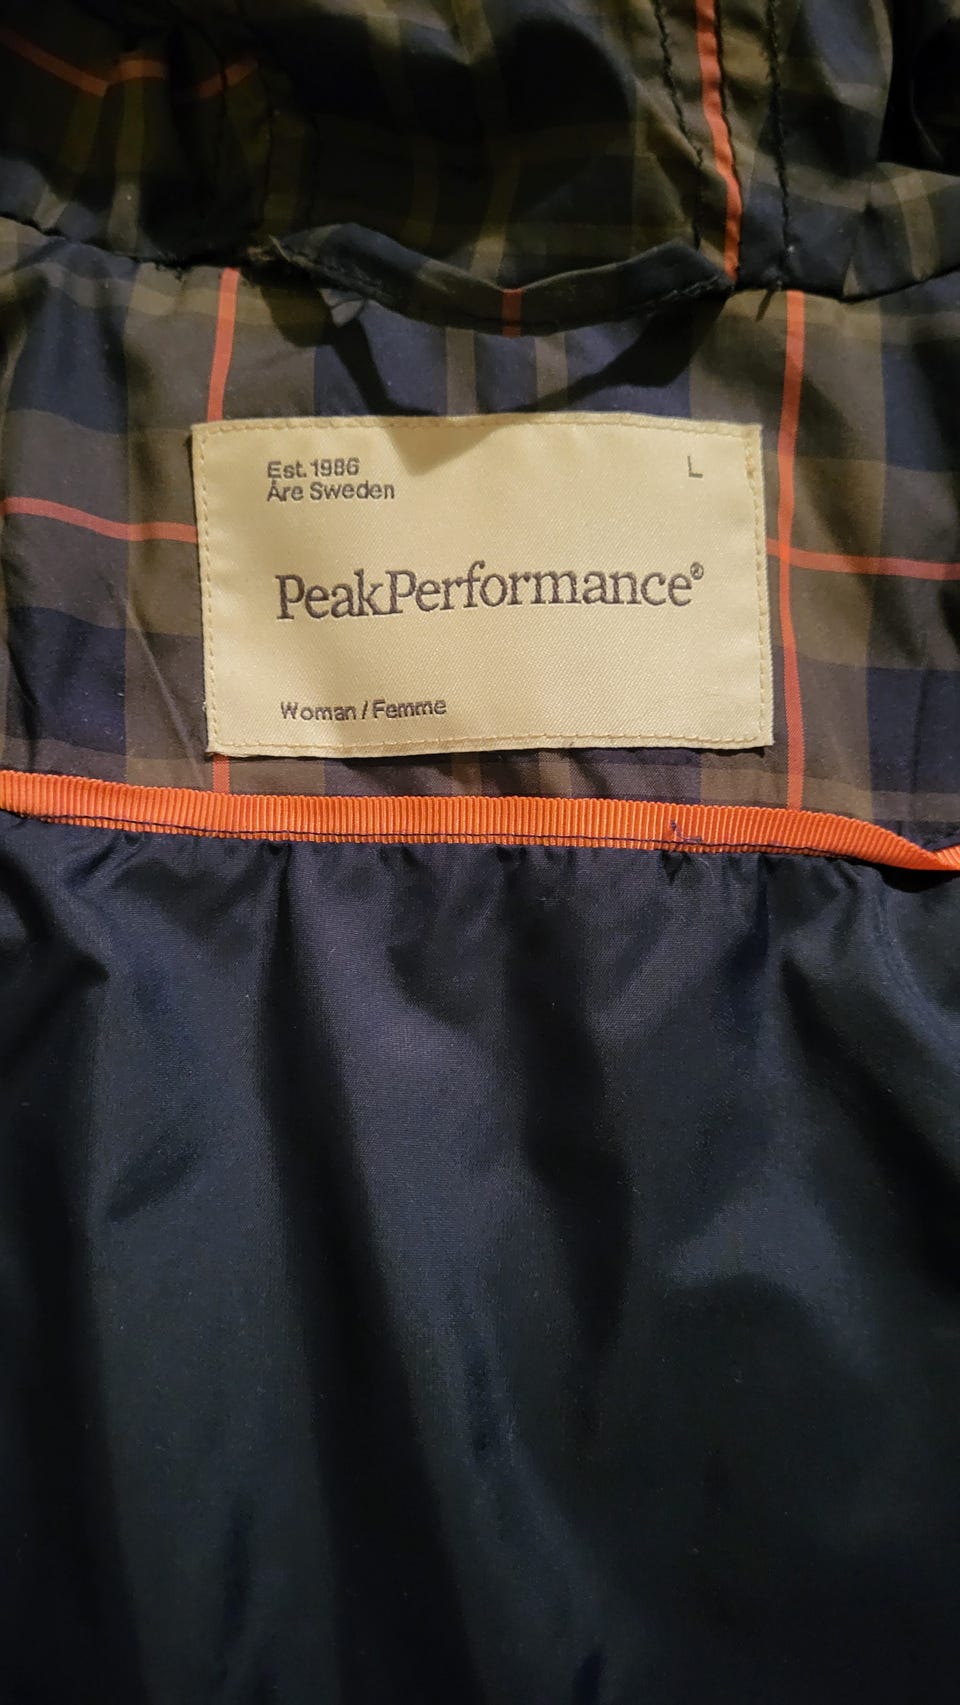 Est. 1986
L
Åre Sweden
PeakPerformance®
Woman / Femme